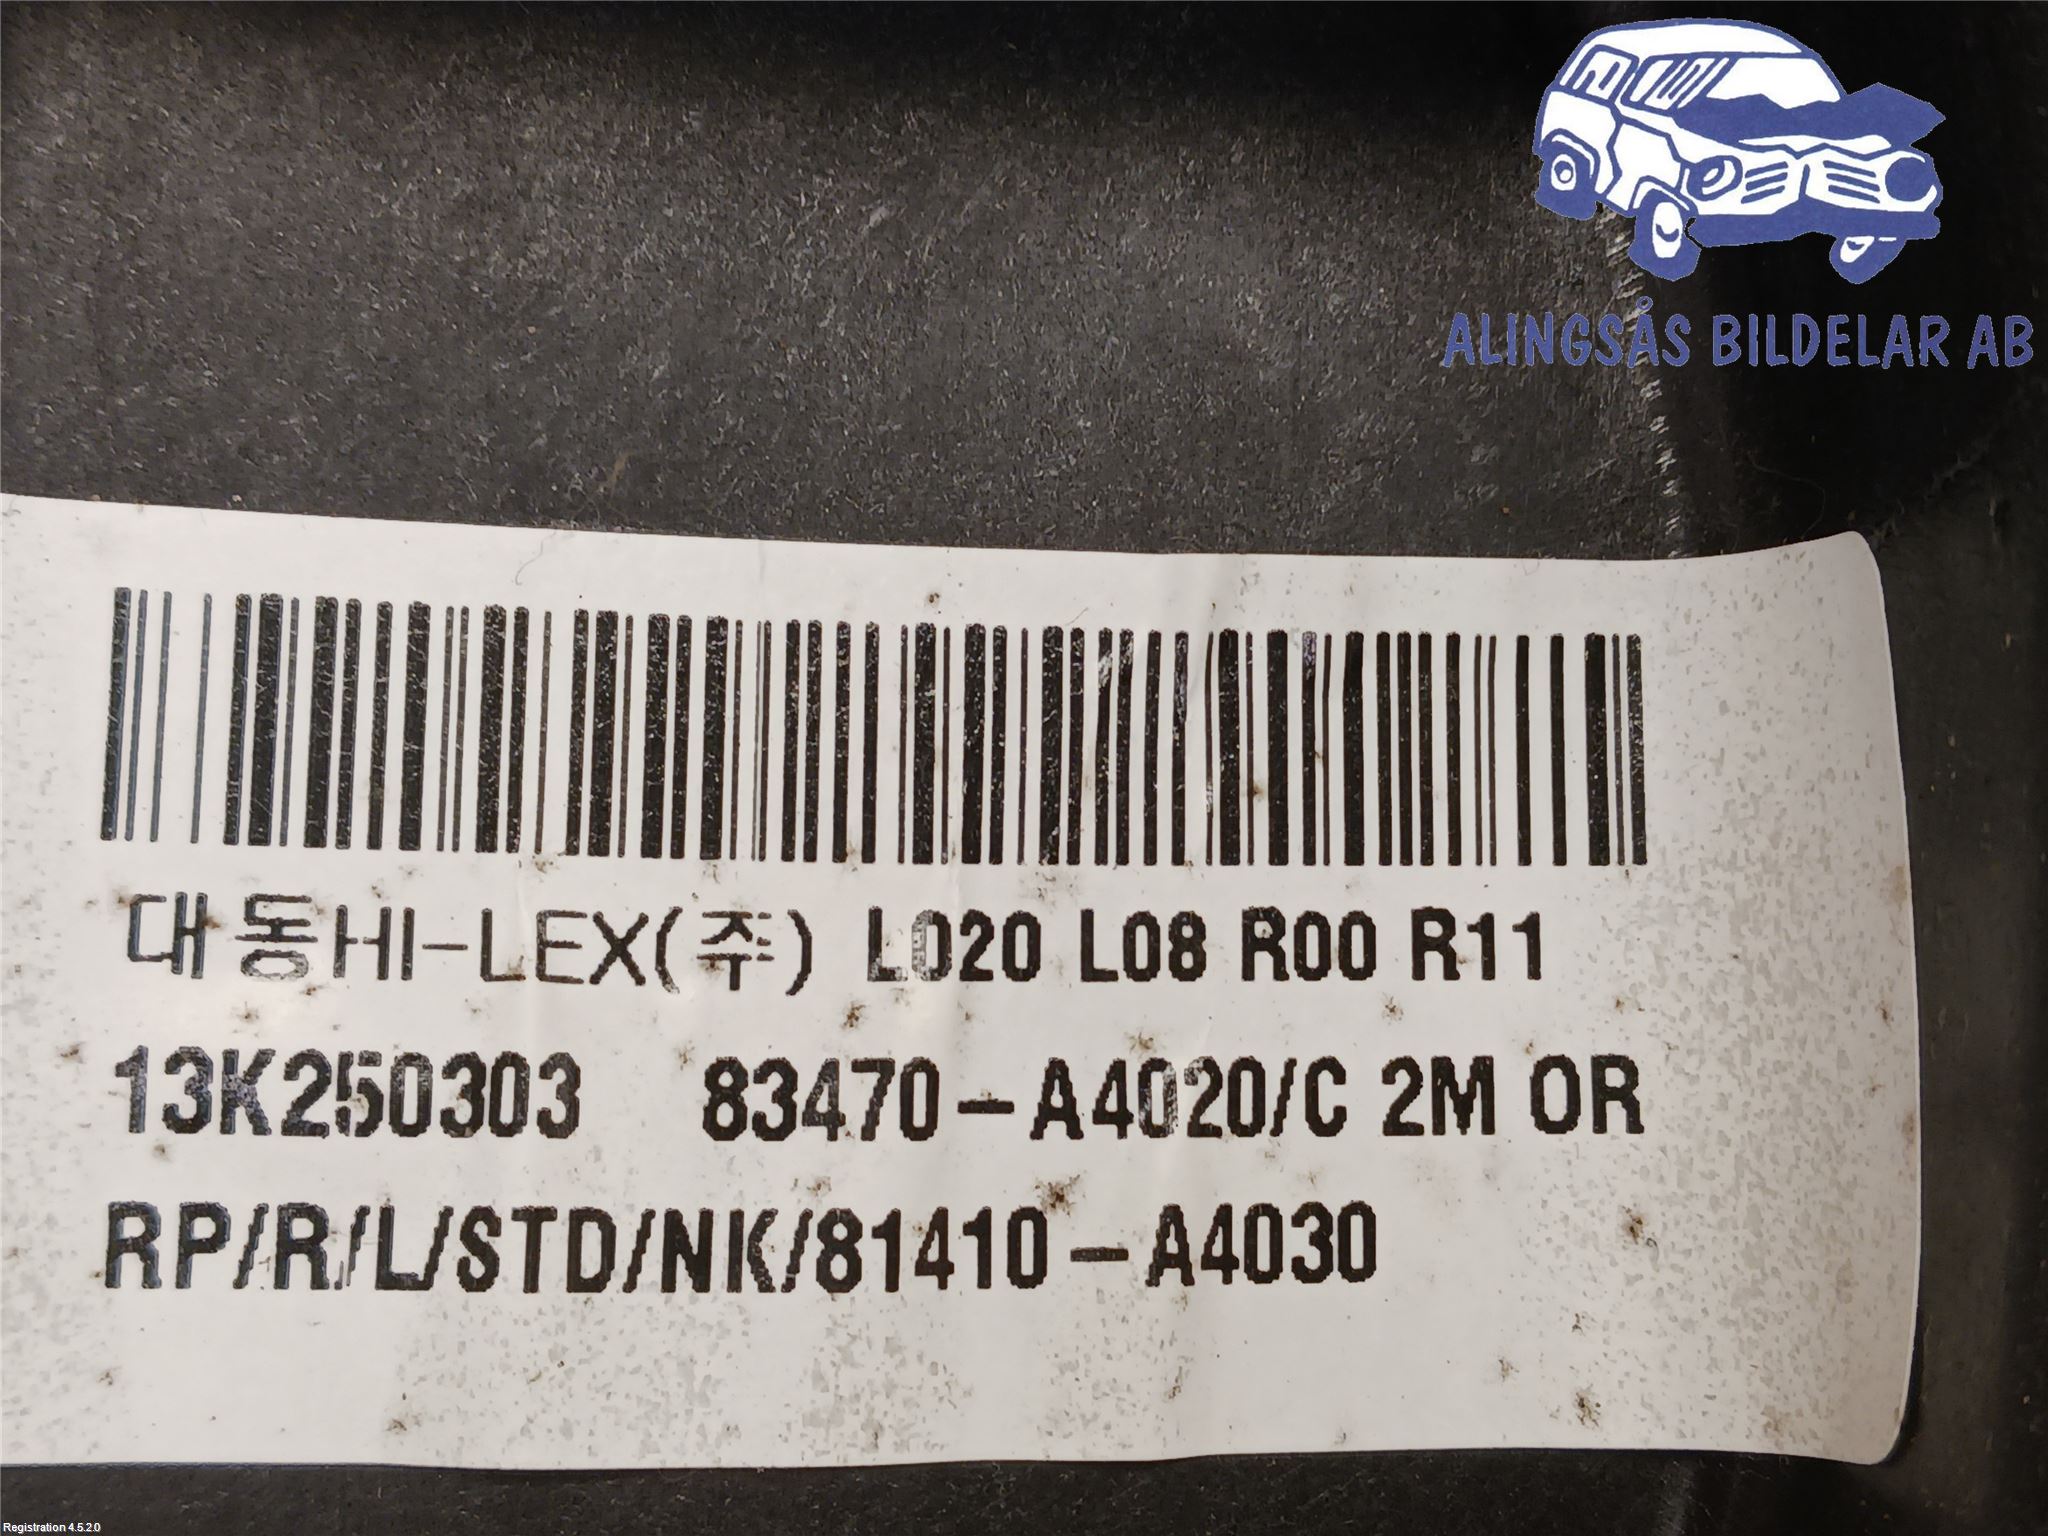 ALINGSÅS BILDELAR AB
대동HI-LEX(주) L020 L08 R00 R11
13K250303 83470-A4020/C 2M OR
RP/R/L/STD/NK/81410-A4030
Registration 4.5.2.0